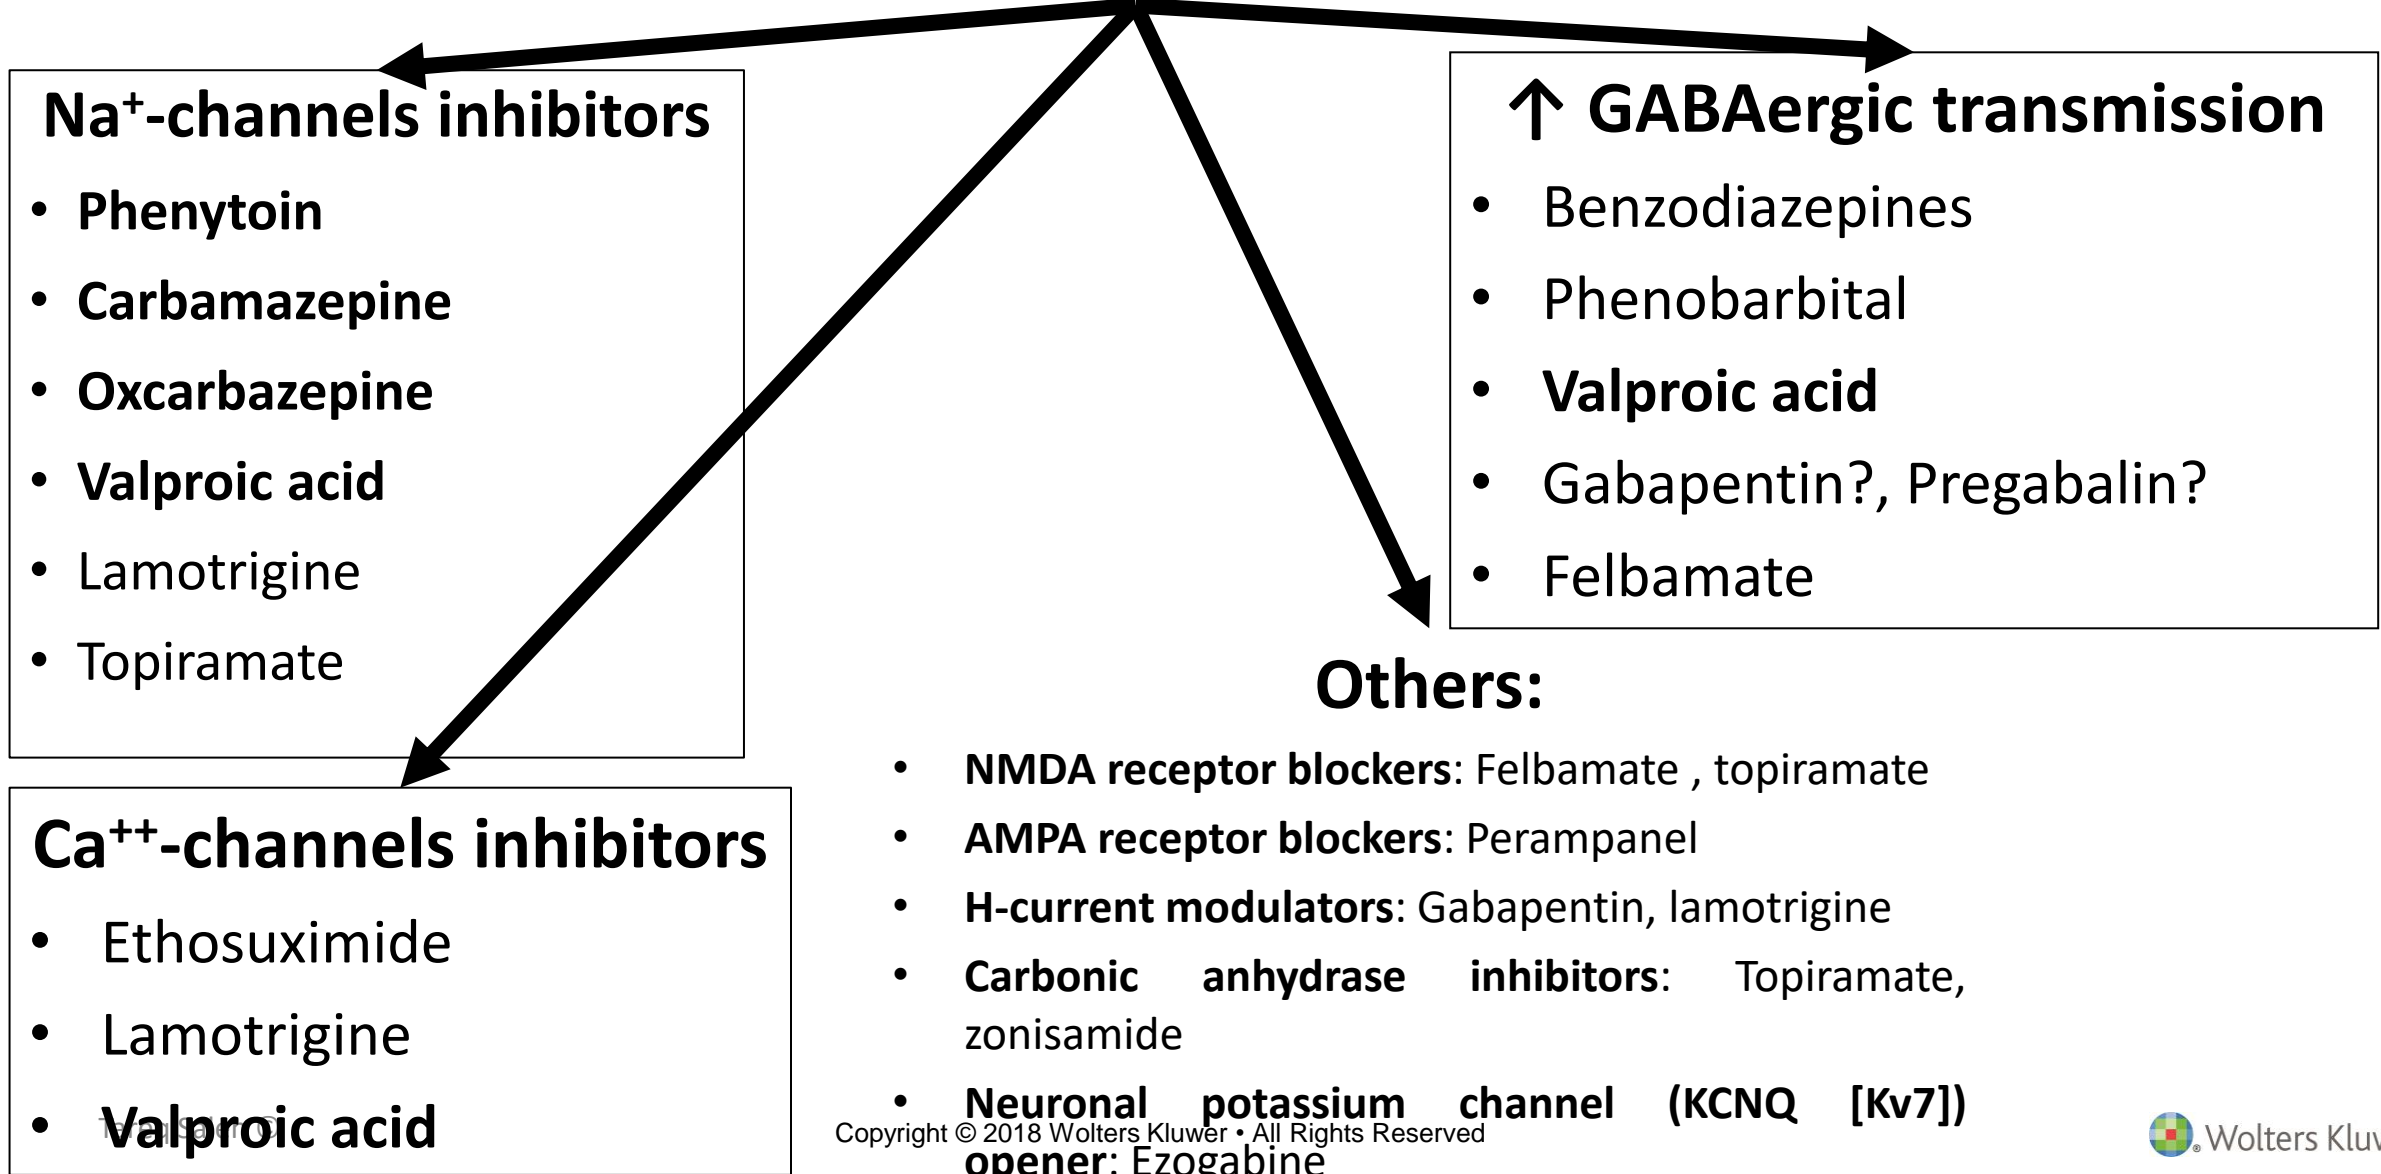 Na⁺-channels inhibitors
• Phenytoin
• Carbamazepine
• Oxcarbazepine
• Valproic acid
• Lamotrigine
• Topiramate
Ca⁺⁺-channels inhibitors
• Ethosuximide
• Lamotrigine
• Valproic acid
↑ GABAergic transmission
• Benzodiazepines
• Phenobarbital
• Valproic acid
• Gabapentin?, Pregabalin?
• Felbamate
Others:
• NMDA receptor blockers: Felbamate , topiramate
• AMPA receptor blockers: Perampanel
• H-current modulators: Gabapentin, lamotrigine
• Carbonic anhydrase inhibitors: Topiramate,
zonisamide
• Neuronal potassium channel (KCNQ [Kv7])
opener: Ezogabine
©
Copyright © 2018 Wolters Kluwer • All Rights Reserved
Wolters Kluw